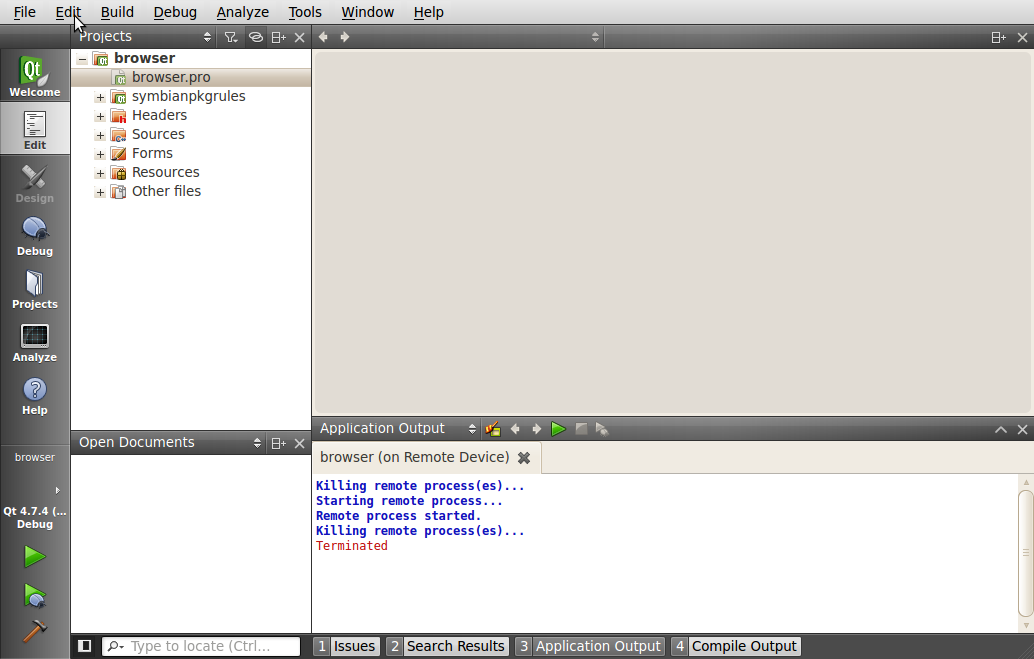 File Edit Build Debug Analyze Tools Window Help
Projects
Qt
Welcome
Edit
Design
Debug
Projects
Analyze
Help
browser
Qt 4.7.4 (...
Debug
browser
browser.pro
symbianpkgrules
Headers
Sources
Forms
Resources
Other files
Open Documents
Application Output
browser (on Remote Device)
Killing remote process(es)...
Starting remote process...
Remote process started.
Killing remote process(es)...
Terminated
Type to locate (Ctrl...
1 Issues 2 Search Results 3 Application Output 4 Compile Output